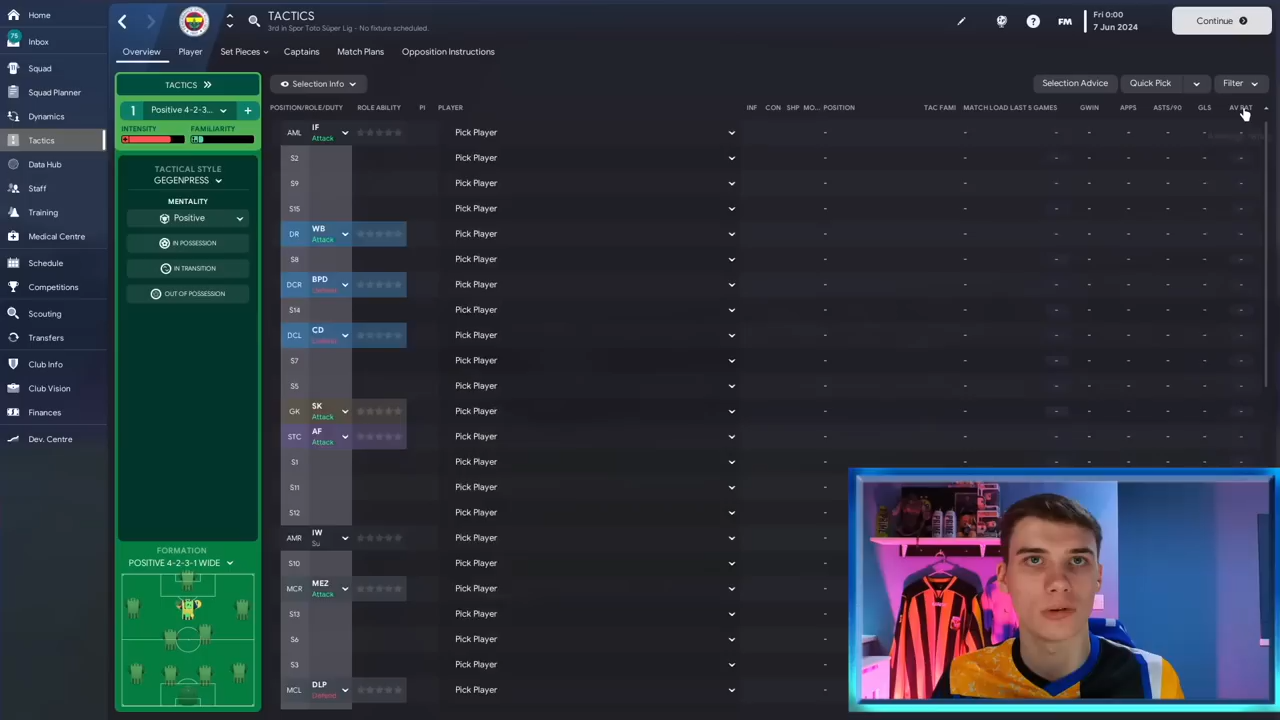 TACTICS
3rd in Spor Toto Süper Lig - No fixture scheduled.
FM
Fri 0:00
7 Jun 2024
Continue
Home
75
Inbox
Squad
Squad Planner
Dynamics
Tactics
Data Hub
Staff
Training
Medical Centre
Schedule
Competitions
Scouting
Transfers
Club Info
Club Vision
Finances
Dev. Centre
Overview
Player
Set Pieces
Captains
Match Plans
Opposition Instructions
TACTICS
1 Positive 4-2-3...
INTENSITY
FAMILIARITY
TACTICAL STYLE
GEGENPRESS
MENTALITY
Positive
IN POSSESSION
IN TRANSITION
OUT OF POSSESSION
FORMATION
POSITIVE 4-2-3-1 WIDE
Selection Info
Selection Advice
Quick Pick
Filter
POSITION/ROLE/DUTY ROLE ABILITY PI PLAYER INF CON SHP MO... POSITION TAC FAMI MATCH LOAD LAST 5 GAMES GWIN APPS ASTS/90 GLS AV RAT
AML IF Attack Pick Player - - - - - - - -
S2 Pick Player - - - - - - - -
S9 Pick Player - - - - - - - -
S15 Pick Player - - - - - - - -
DR WB Attack Pick Player - - - - - - - -
S8 Pick Player - - - - - - - -
DCR BPD Defend Pick Player - - - - - - - -
S14 Pick Player - - - - - - - -
DCL CD Defend Pick Player - - - - - - - -
S7 Pick Player - - - - - - - -
S5 Pick Player - - - - - - - -
GK SK Attack Pick Player - - - - - - - -
STC AF Attack Pick Player - - - - - - - -
S1 Pick Player - - - - - - - -
S11 Pick Player -
S12 Pick Player -
AMR IW Su Pick Player -
S10 Pick Player -
MCR MEZ Attack Pick Player -
S13 Pick Player -
S6 Pick Player -
S3 Pick Player -
MCL DLP Defend Pick Player -